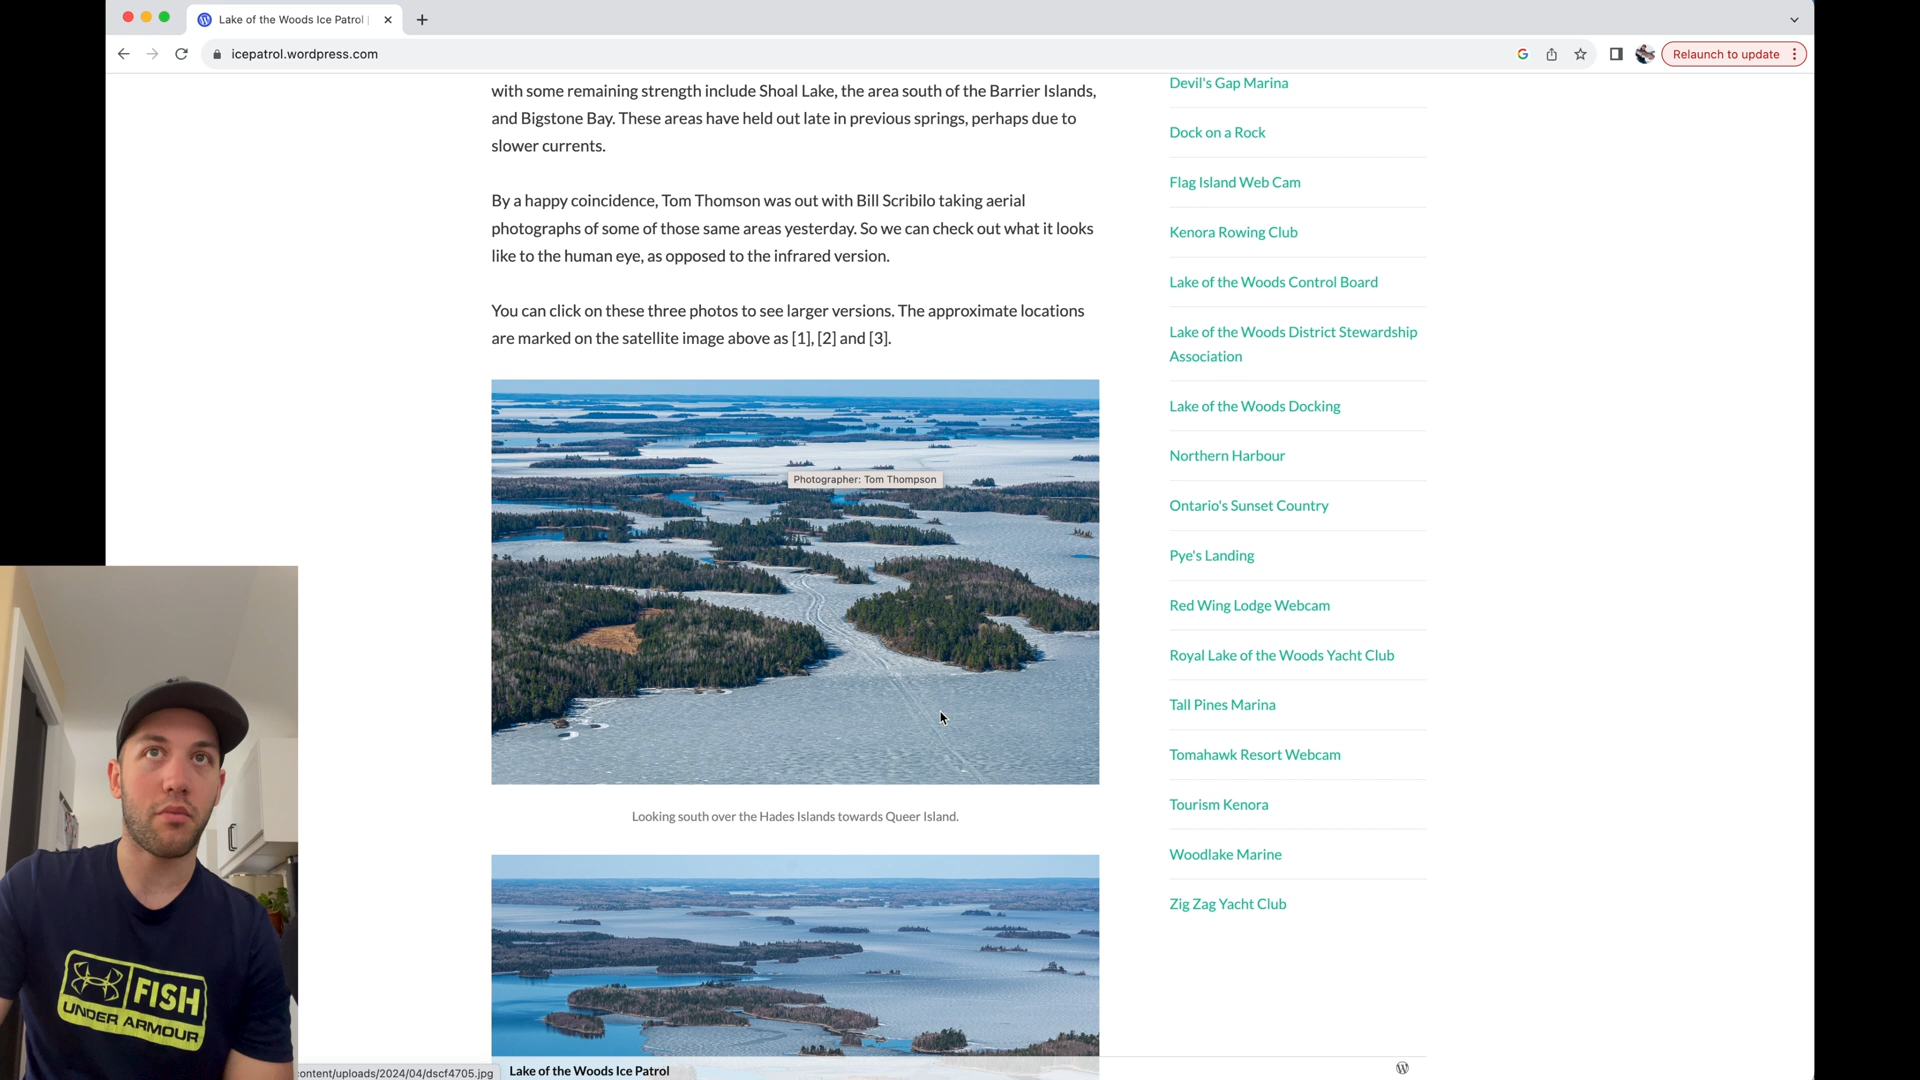 Lake of the Woods Ice Patrol |
icepatrol.wordpress.com
Relaunch to update
with some remaining strength include Shoal Lake, the area south of the Barrier Islands,
and Bigstone Bay. These areas have held out late in previous springs, perhaps due to
slower currents.
By a happy coincidence, Tom Thomson was out with Bill Scribilo taking aerial
photographs of some of those same areas yesterday. So we can check out what it looks
like to the human eye, as opposed to the infrared version.
You can click on these three photos to see larger versions. The approximate locations
are marked on the satellite image above as [1], [2] and [3].
Photographer: Tom Thompson
Looking south over the Hades Islands towards Queer Island.
Devil's Gap Marina
Dock on a Rock
Flag Island Web Cam
Kenora Rowing Club
Lake of the Woods Control Board
Lake of the Woods District Stewardship
Association
Lake of the Woods Docking
Northern Harbour
Ontario's Sunset Country
Pye's Landing
Red Wing Lodge Webcam
Royal Lake of the Woods Yacht Club
Tall Pines Marina
Tomahawk Resort Webcam
Tourism Kenora
Woodlake Marine
Zig Zag Yacht Club
FISH
UNDER ARMOUR
content/uploads/2024/04/dscf4705.jpg
Lake of the Woods Ice Patrol